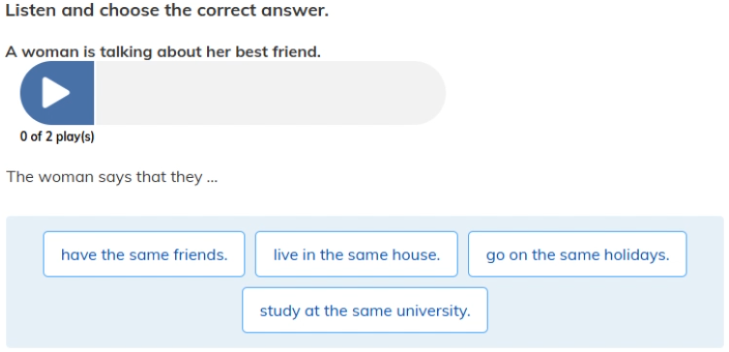 Listen and choose the correct answer.
A woman is talking about her best friend.
0 of 2 play(s)
The woman says that they ...
have the same friends.
live in the same house.
go on the same holidays.
study at the same university.